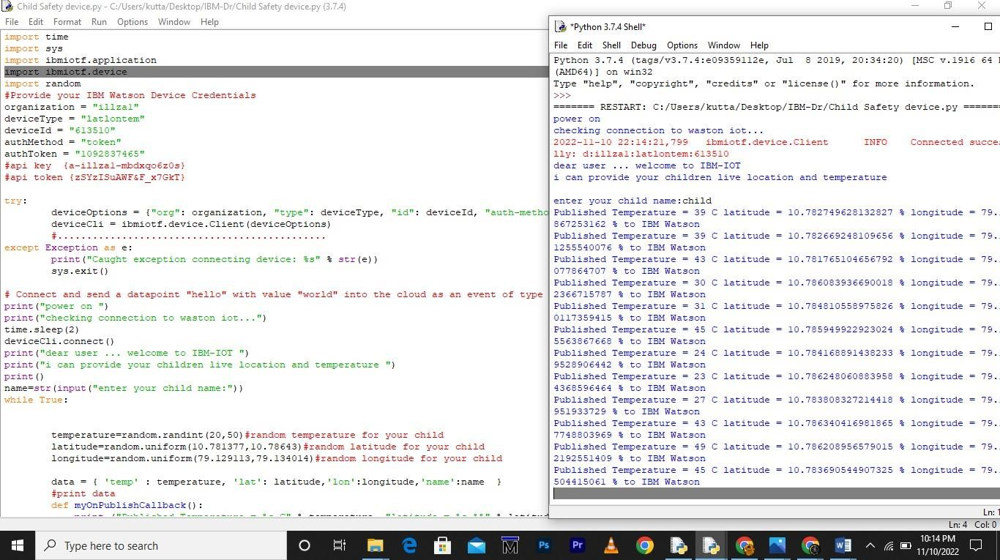 Child Safety device.py - C:/Users/kutta/Desktop/IBM-Dr/Child Safety device.py (3.7.4)
File Edit Format Run Options Window Help
import time
import sys
import ibmiotf.application
import ibmiotf.device
import random
#Provide your IBM Watson Device Credentials
organization = "illza1"
deviceType = "latlontem"
deviceId = "613510"
authMethod = "token"
authToken = "1092837465"
#api key {a-illza1-mbdxqo6z0s}
#api token {zSYzISuAWF&F_x7GkT}
try:
deviceOptions = {"org": organization, "type": deviceType, "id": deviceId, "auth-metho
deviceCli = ibmiotf.device.Client(deviceOptions)
#..............................................
except Exception as e:
print("Caught exception connecting device: %s" % str(e))
sys.exit()
# Connect and send a datapoint "hello" with value "world" into the cloud as an event of type
print("power on ")
print("checking connection to waston iot...")
time.sleep(2)
deviceCli.connect()
print("dear user ... welcome to IBM-IOT ")
print("i can provide your children live location and temperature ")
print()
name=str(input("enter your child name:"))
while True:
temperature=random.randint(20,50)#random temperature for your child
latitude=random.uniform(10.781377,10.78643)#random latitude for your child
longitude=random.uniform(79.129113,79.134014)#random longitude for your child
data = { 'temp' : temperature, 'lat': latitude,'lon':longitude,'name':name }
#print data
def myOnPublishCallback():
*Python 3.7.4 Shell*
File Edit Shell Debug Options Window Help
Python 3.7.4 (tags/v3.7.4:e09359112e, Jul 8 2019, 20:34:20) [MSC v.1916 64
(AMD64)] on win32
Type "help", "copyright", "credits" or "license()" for more information.
>>>
======= RESTART: C:/Users/kutta/Desktop/IBM-Dr/Child Safety device.py ======
power on
checking connection to waston iot...
2022-11-10 22:14:21,799 ibmiotf.device.Client INFO Connected succes
lly: d:illza1:latlontem:613510
dear user ... welcome to IBM-IOT
i can provide your children live location and temperature
enter your child name:child
Published Temperature = 39 C latitude = 10.782749628132827 % longitude = 79.
867253162 % to IBM Watson
Published Temperature = 39 C latitude = 10.782669248109656 % longitude = 79.
1255540076 % to IBM Watson
Published Temperature = 43 C latitude = 10.781765104656792 % longitude = 79.
077864707 % to IBM Watson
Published Temperature = 30 C latitude = 10.786083936690018 % longitude = 79.
2366715787 % to IBM Watson
Published Temperature = 31 C latitude = 10.784810558975826 % longitude = 79.
0117359415 % to IBM Watson
Published Temperature = 45 C latitude = 10.785949922923024 % longitude = 79.
5563867668 % to IBM Watson
Published Temperature = 24 C latitude = 10.784168891438233 % longitude = 79.
9528906442 % to IBM Watson
Published Temperature = 23 C latitude = 10.786248060883958 % longitude = 79.
4368596464 % to IBM Watson
Published Temperature = 27 C latitude = 10.783808327214418 % longitude = 79.
951933729 % to IBM Watson
Published Temperature = 43 C latitude = 10.786340416981865 % longitude = 79.
7748803969 % to IBM Watson
Published Temperature = 49 C latitude = 10.786208956579015 % longitude = 79.
2192551409 % to IBM Watson
Published Temperature = 45 C latitude = 10.783690544907325 % longitude = 79.
504415061 % to IBM Watson
Ln: 1
Ln: 4 Col: 0
Type here to search
Ps
Pr
10:14 PM
11/10/2022